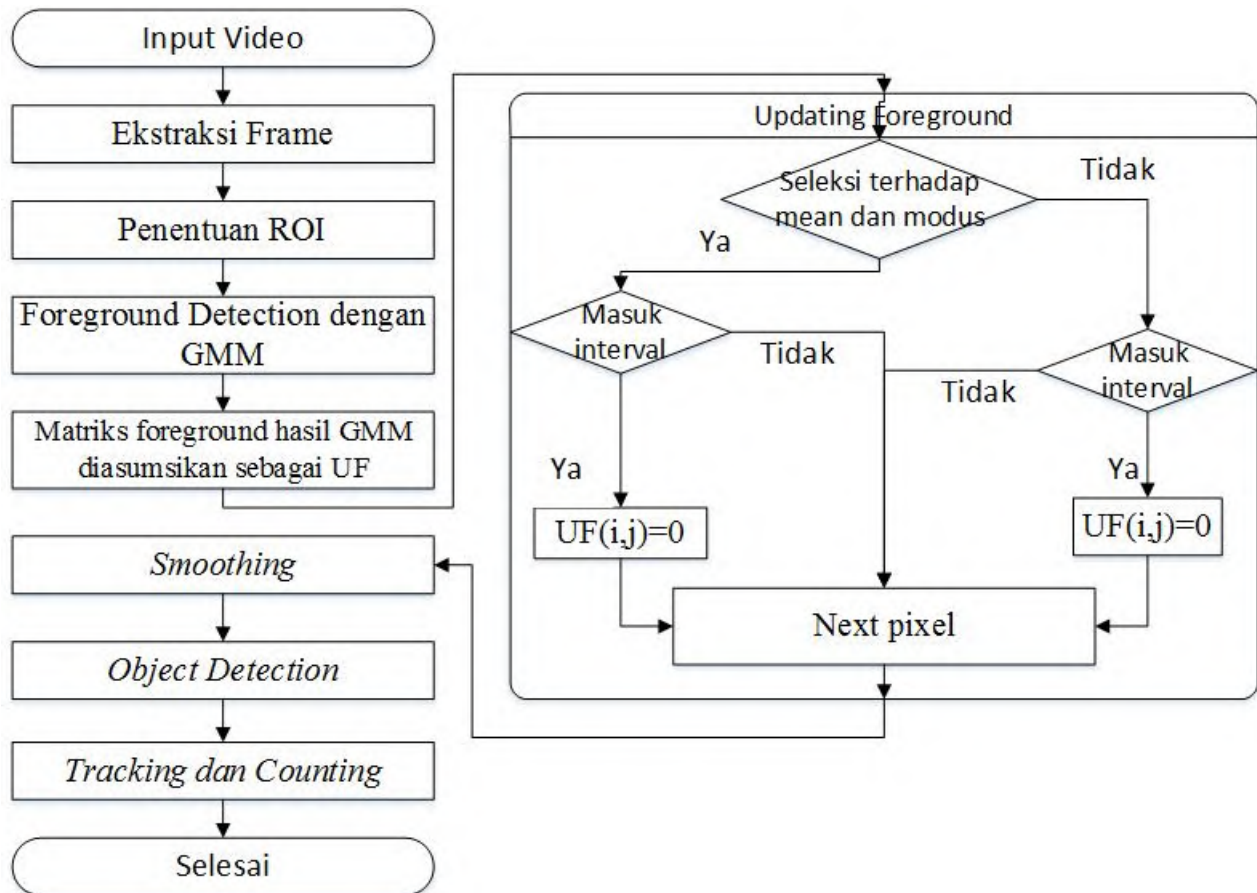 Input Video
Ekstraksi Frame
Penentuan ROI
Foreground Detection dengan
GMM
Matriks foreground hasil GMM
diasumsikan sebagai UF
Updating Foreground
Seleksi terhadap
mean dan modus
Tidak
Ya
Masuk
interval
Tidak
Ya
UF(i,j)=0
Masuk
interval
Tidak
Ya
UF(i,j)=0
Next pixel
Smoothing
Object Detection
Tracking dan Counting
Selesai